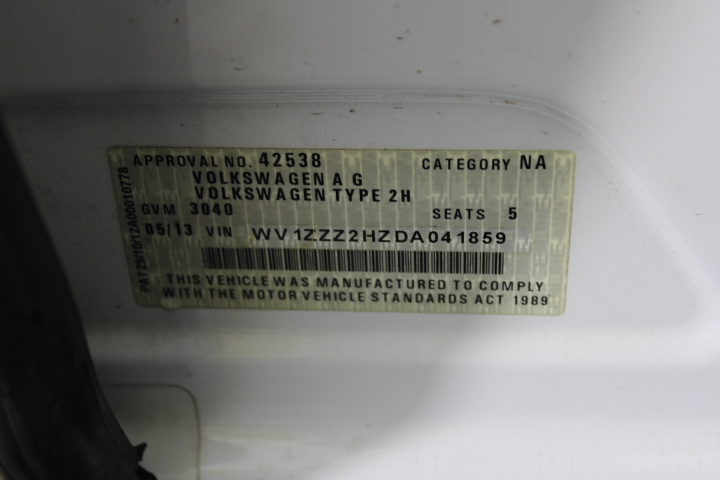 APPROVAL NO. 42538 CATEGORY NA
VOLKSWAGEN A G
VOLKSWAGEN TYPE 2H
GVM 3040 SEATS 5
05/13 VIN WV1ZZZ2HZDA041859
THIS VEHICLE WAS MANUFACTURED TO COMPLY
WITH THE MOTOR VEHICLE STANDARDS ACT 1989